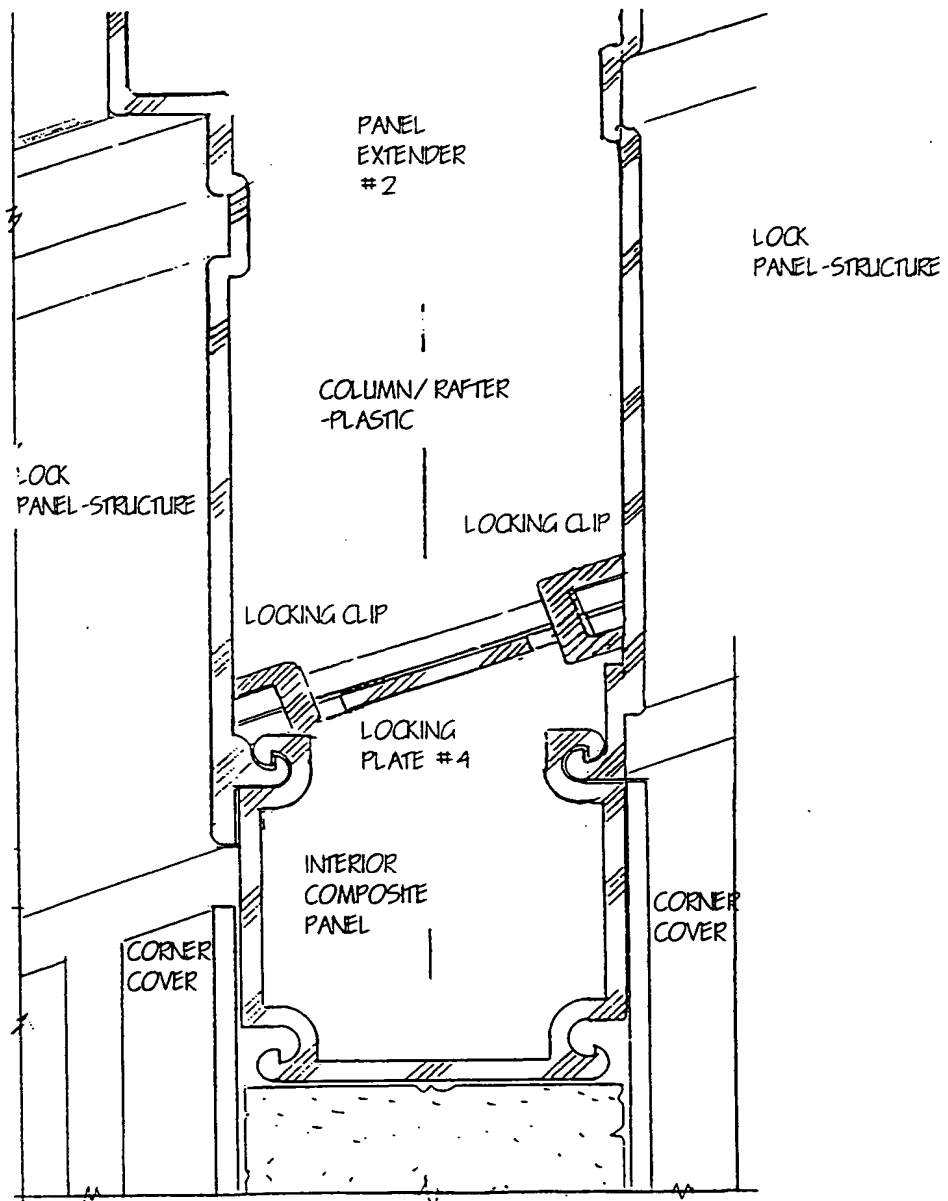 PANEL
EXTENDER
#2
LOCK
PANEL-STRUCTURE
COLUMN/RAFTER
-PLASTIC
LOCK
PANEL-STRUCTURE
LOCKING CLIP
LOCKING CLIP
LOCKING
PLATE #4
INTERIOR
COMPOSITE
PANEL
CORNER
COVER
CORNER
COVER